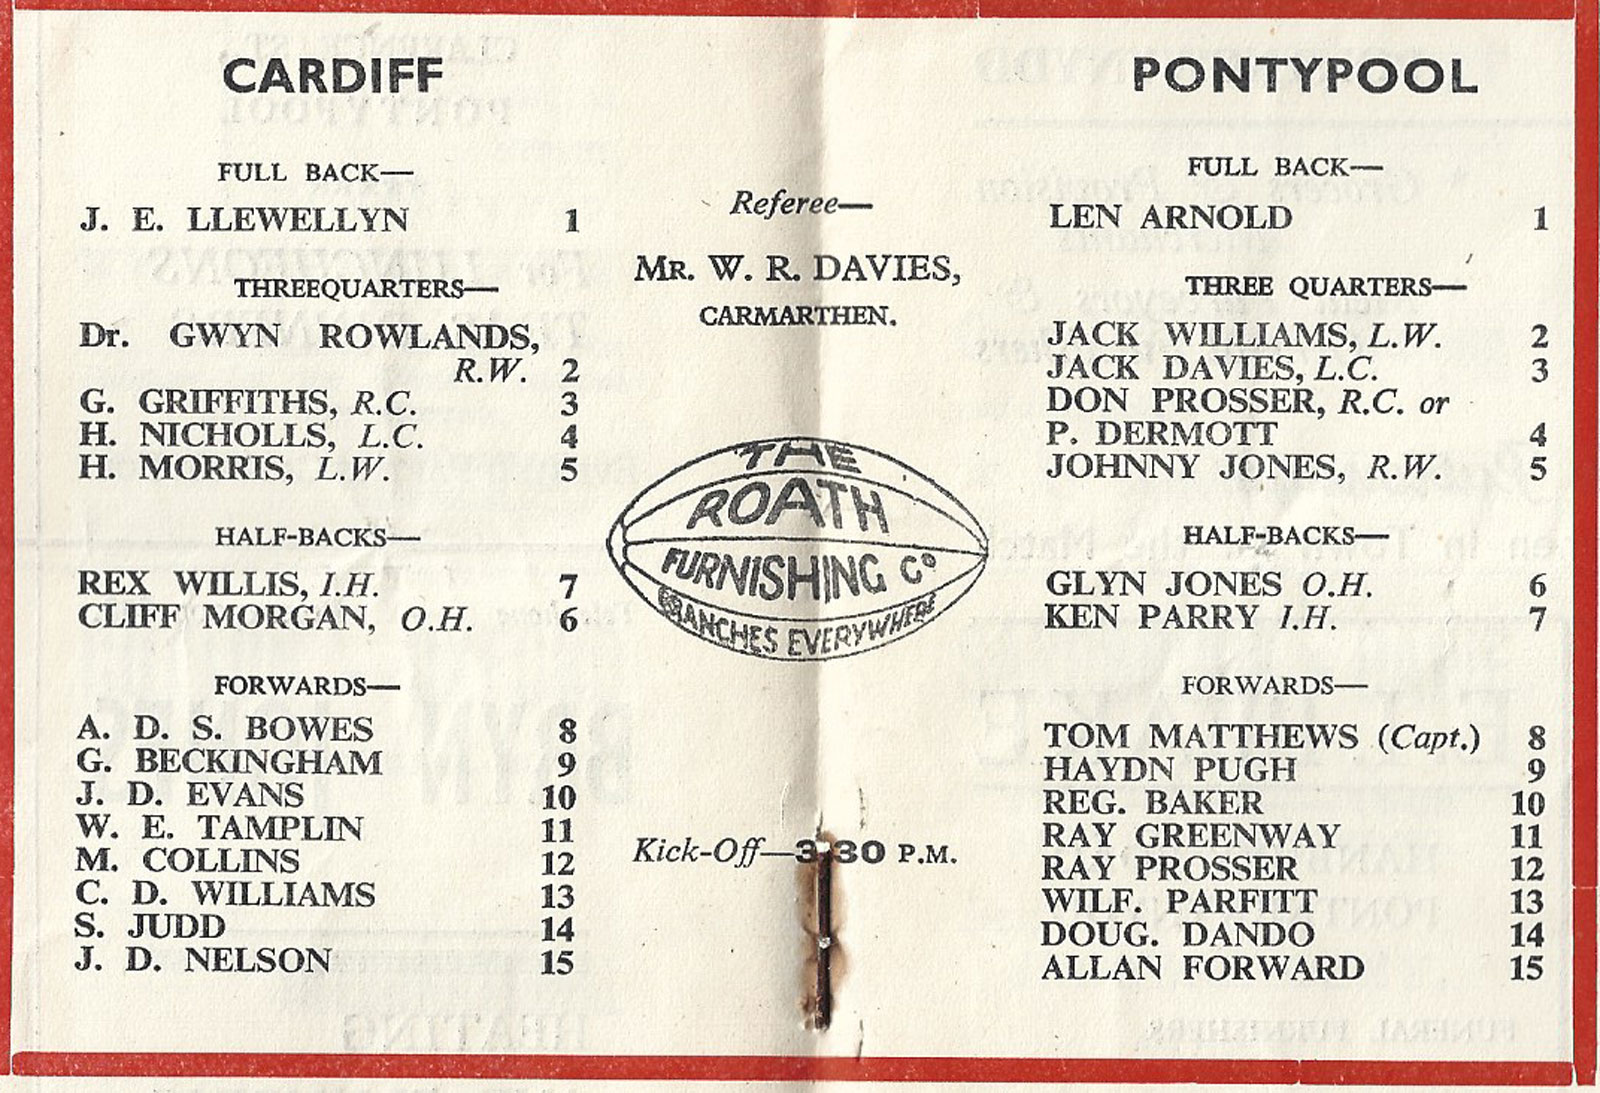 CARDIFF
FULL BACK—
J. E. LLEWELLYN 1
THREEQUARTERS—
Dr. GWYN ROWLANDS,
R.W. 2
G. GRIFFITHS, R.C. 3
H. NICHOLLS, L.C. 4
H. MORRIS, L.W. 5
HALF-BACKS—
REX WILLIS, I.H. 7
CLIFF MORGAN, O.H. 6
FORWARDS—
A. D. S. BOWES 8
G. BECKINGHAM 9
J. D. EVANS 10
W. E. TAMPLIN 11
M. COLLINS 12
C. D. WILLIAMS 13
S. JUDD 14
J. D. NELSON 15
Referee—
MR. W. R. DAVIES,
CARMARTHEN.
THE
ROATH
FURNISHING Co
BRANCHES EVERYWHERE
Kick-Off—3.30 P.M.
PONTYPOOL
FULL BACK—
LEN ARNOLD 1
THREE QUARTERS—
JACK WILLIAMS, L.W. 2
JACK DAVIES, L.C. 3
DON PROSSER, R.C. or
P. DERMOTT 4
JOHNNY JONES, R.W. 5
HALF-BACKS—
GLYN JONES O.H. 6
KEN PARRY I.H. 7
FORWARDS—
TOM MATTHEWS (Capt.) 8
HAYDN PUGH 9
REG. BAKER 10
RAY GREENWAY 11
RAY PROSSER 12
WILF. PARFITT 13
DOUG. DANDO 14
ALLAN FORWARD 15